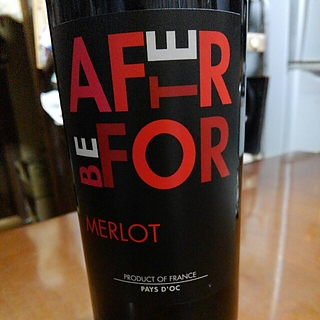 AFTER
BEFOR
MERLOT
PRODUCT OF FRANCE
PAYS D'OC